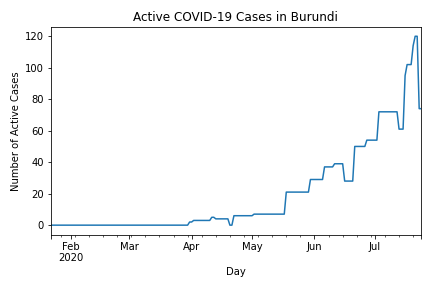 Active COVID-19 Cases in Burundi
Number of Active Cases
120
100
80
60
40
20
0
Feb Mar Apr May Jun Jul
2020
Day